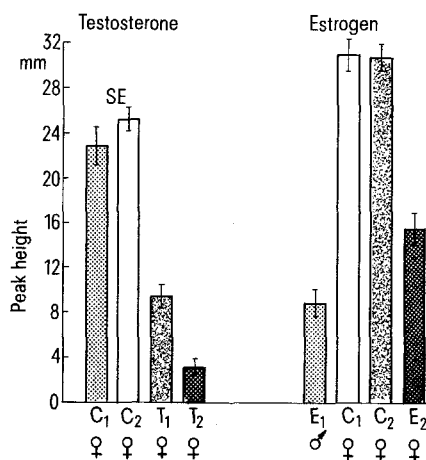 Testosterone Estrogen
32
mm
28
SE
24
20
16
12
8
4
0
Peak height
C₁ C₂ T₁ T₂ E₁ C₁ C₂ E₂
♀ ♀ ♀ ♀ ♂ ♀ ♀ ♀